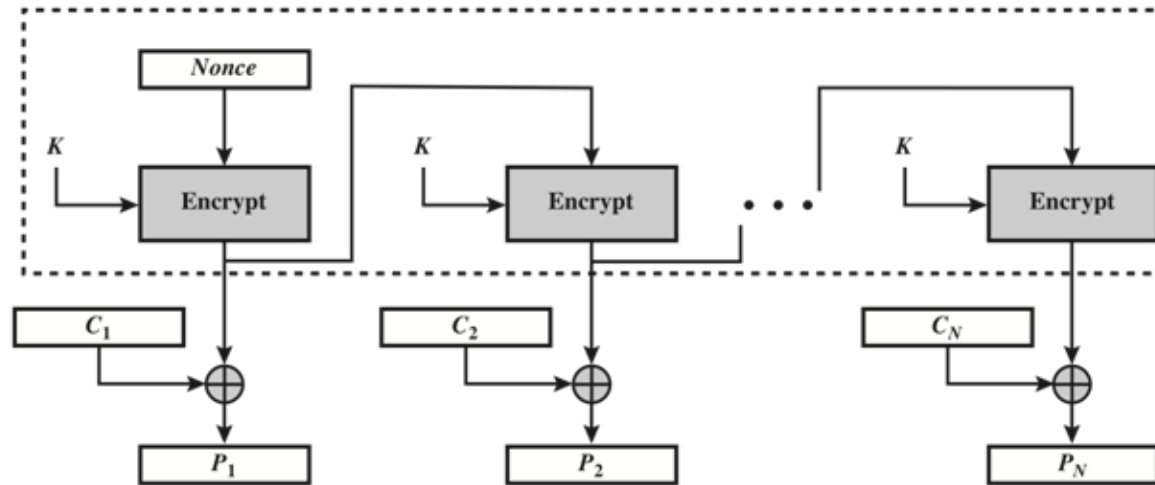 Nonce
K K K
Encrypt Encrypt • • • Encrypt
C1 C2 CN
P1 P2 PN